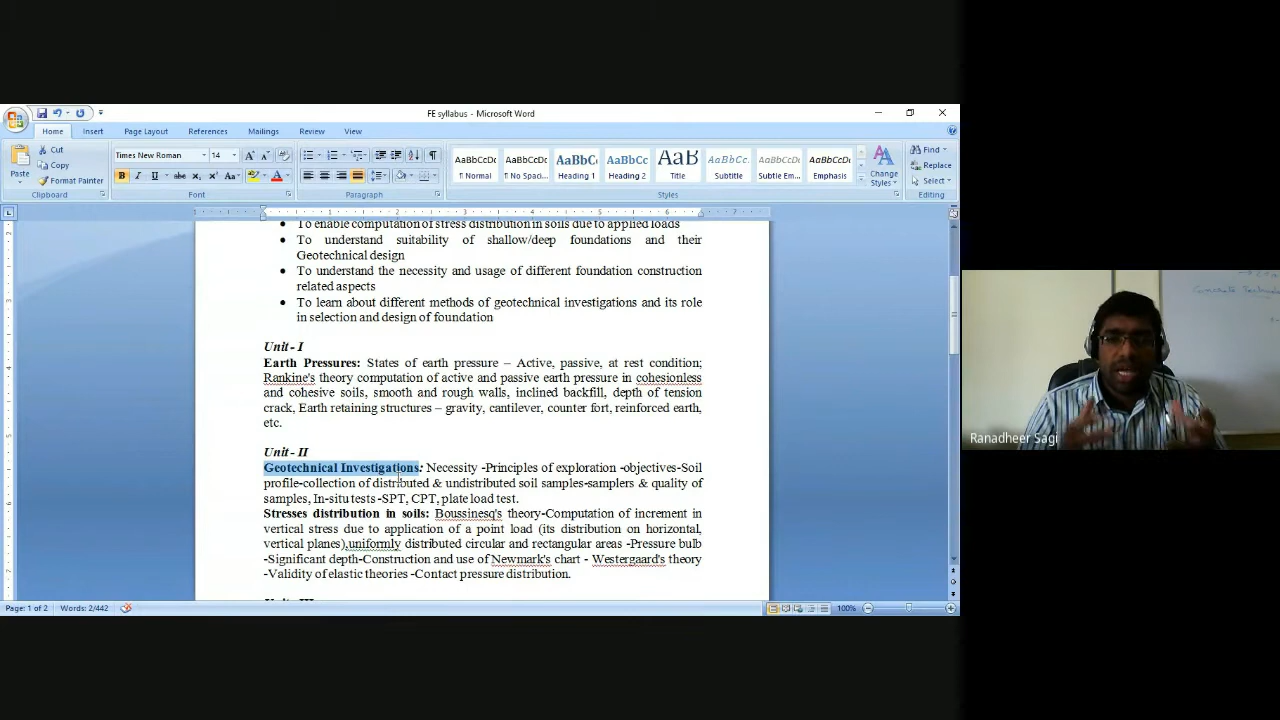 FE syllabus - Microsoft Word
Home Insert Page Layout References Mailings Review View
Paste
Cut
Copy
Format Painter
Clipboard
Times New Roman 14
Font
Paragraph
AaBbCcDc AaBbCcDc AaBbC AaBbCc AaB AaBbCc. AaBbCcDc AaBbCcDc
¶ Normal ¶ No Spaci... Heading 1 Heading 2 Title Subtitle Subtle Em... Emphasis
Change Styles
Styles
Find
Replace
Select
Editing
• To enable computation of stress distribution in soils due to applied loads
• To understand suitability of shallow/deep foundations and their
Geotechnical design
• To understand the necessity and usage of different foundation construction
related aspects
• To learn about different methods of geotechnical investigations and its role
in selection and design of foundation
Unit- I
Earth Pressures: States of earth pressure – Active, passive, at rest condition;
Rankine's theory computation of active and passive earth pressure in cohesionless
and cohesive soils, smooth and rough walls, inclined backfill, depth of tension
crack, Earth retaining structures – gravity, cantilever, counter fort, reinforced earth,
etc.
Unit- II
Geotechnical Investigations: Necessity -Principles of exploration -objectives-Soil
profile-collection of distributed & undistributed soil samples-samplers & quality of
samples, In-situ tests -SPT, CPT, plate load test.
Stresses distribution in soils: Boussinesq's theory-Computation of increment in
vertical stress due to application of a point load (its distribution on horizontal,
vertical planes),uniformly distributed circular and rectangular areas -Pressure bulb
-Significant depth-Construction and use of Newmark's chart - Westergaard's theory
-Validity of elastic theories -Contact pressure distribution.
Unit- III
Page: 1 of 2 Words: 2/442 100%
Ranadheer Sagi
Concrete